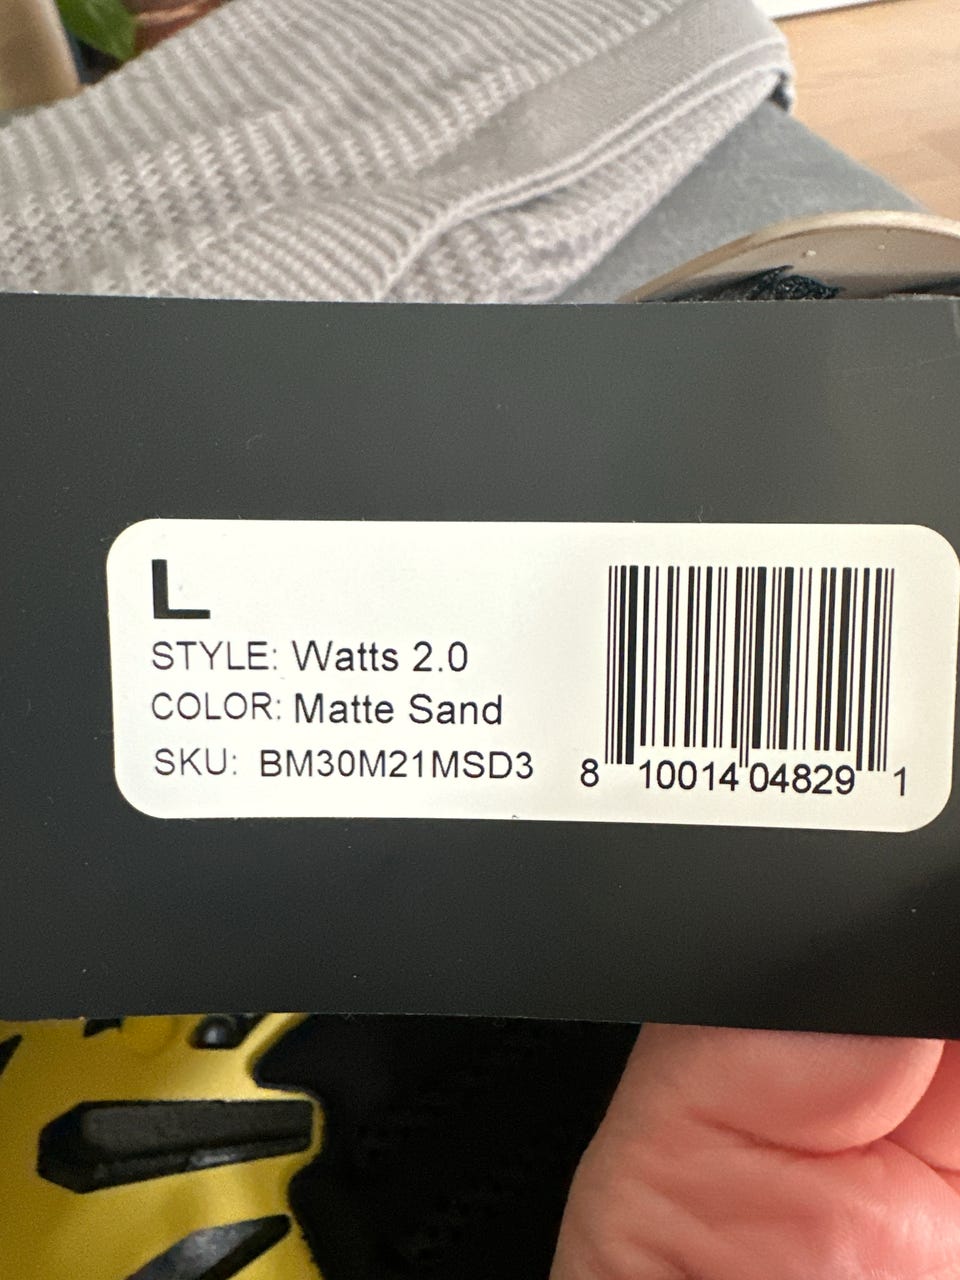 L
STYLE: Watts 2.0
COLOR: Matte Sand
SKU: BM30M21MSD3
8 10014 04829 1